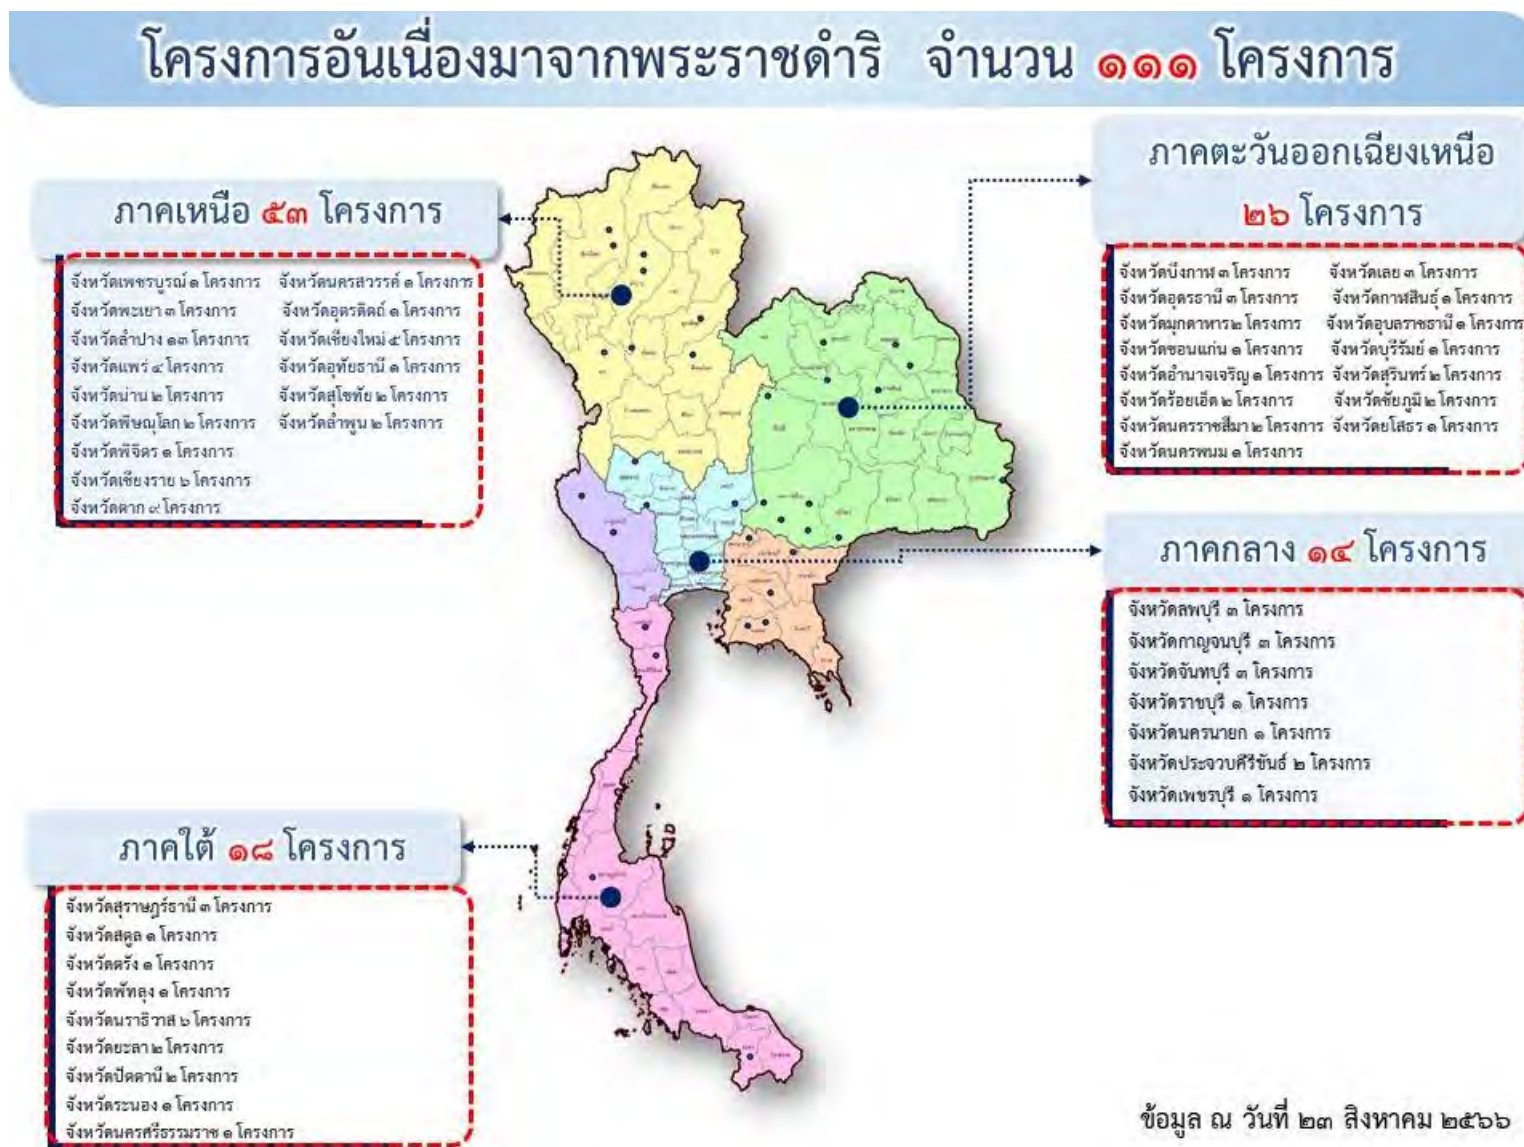 โครงการอันเนื่องมาจากพระราชดำริ จำนวน ๑๑๑ โครงการ
ภาคเหนือ ๕๓ โครงการ
จังหวัดเพชรบูรณ์ ๑ โครงการ จังหวัดนครสวรรค์ ๑ โครงการ
จังหวัดพะเยา ๓ โครงการ จังหวัดอุตรดิตถ์ ๑ โครงการ
จังหวัดลำปาง ๑๓ โครงการ จังหวัดเชียงใหม่ ๕ โครงการ
จังหวัดแพร่ ๔ โครงการ จังหวัดอุทัยธานี ๑ โครงการ
จังหวัดน่าน ๒ โครงการ จังหวัดสุโขทัย ๒ โครงการ
จังหวัดพิษณุโลก ๒ โครงการ จังหวัดลำพูน ๒ โครงการ
จังหวัดพิจิตร ๑ โครงการ
จังหวัดเชียงราย ๖ โครงการ
จังหวัดตาก ๙ โครงการ
ภาคตะวันออกเฉียงเหนือ
๒๖ โครงการ
จังหวัดบึงกาฬ ๓ โครงการ จังหวัดเลย ๓ โครงการ
จังหวัดอุดรธานี ๓ โครงการ จังหวัดกาฬสินธุ์ ๑ โครงการ
จังหวัดมุกดาหาร ๒ โครงการ จังหวัดอุบลราชธานี ๑ โครงการ
จังหวัดขอนแก่น ๑ โครงการ จังหวัดบุรีรัมย์ ๑ โครงการ
จังหวัดอำนาจเจริญ ๑ โครงการ จังหวัดสุรินทร์ ๒ โครงการ
จังหวัดร้อยเอ็ด ๒ โครงการ จังหวัดชัยภูมิ ๒ โครงการ
จังหวัดนครราชสีมา ๒ โครงการ จังหวัดยโสธร ๑ โครงการ
จังหวัดนครพนม ๑ โครงการ
ภาคกลาง ๑๔ โครงการ
จังหวัดลพบุรี ๓ โครงการ
จังหวัดกาญจนบุรี ๓ โครงการ
จังหวัดจันทบุรี ๓ โครงการ
จังหวัดราชบุรี ๑ โครงการ
จังหวัดนครนายก ๑ โครงการ
จังหวัดประจวบคีรีขันธ์ ๒ โครงการ
จังหวัดเพชรบุรี ๑ โครงการ
ภาคใต้ ๑๘ โครงการ
จังหวัดสุราษฎร์ธานี ๓ โครงการ
จังหวัดสตูล ๑ โครงการ
จังหวัดตรัง ๑ โครงการ
จังหวัดพัทลุง ๑ โครงการ
จังหวัดนราธิวาส ๖ โครงการ
จังหวัดยะลา ๒ โครงการ
จังหวัดปัตตานี ๒ โครงการ
จังหวัดระนอง ๑ โครงการ
จังหวัดนครศรีธรรมราช ๑ โครงการ
ข้อมูล ณ วันที่ ๒๓ สิงหาคม ๒๕๖๖